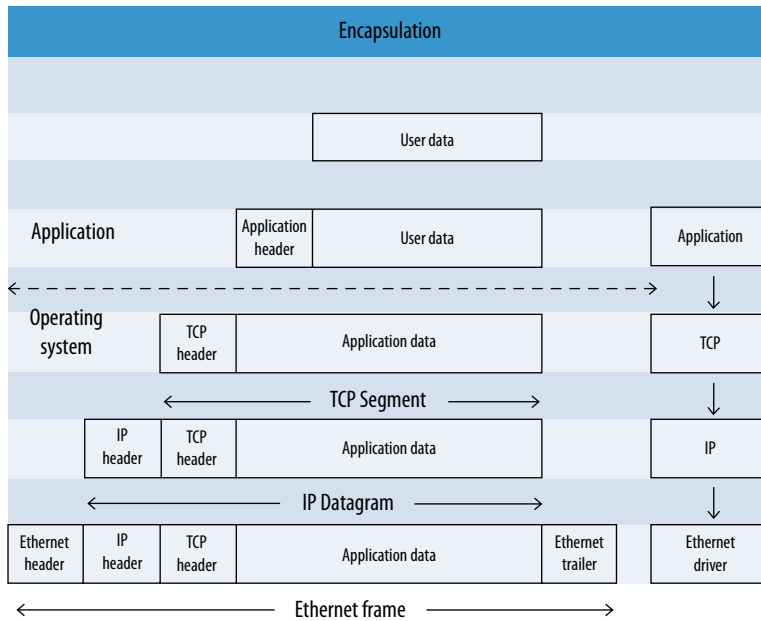 Encapsulation
User data
Application
Application
header
User data
Application
Operating
system
TCP
header
Application data
TCP
TCP Segment
IP
header
TCP
header
Application data
IP
IP Datagram
Ethernet
header
IP
header
TCP
header
Application data
Ethernet
trailer
Ethernet
driver
Ethernet frame